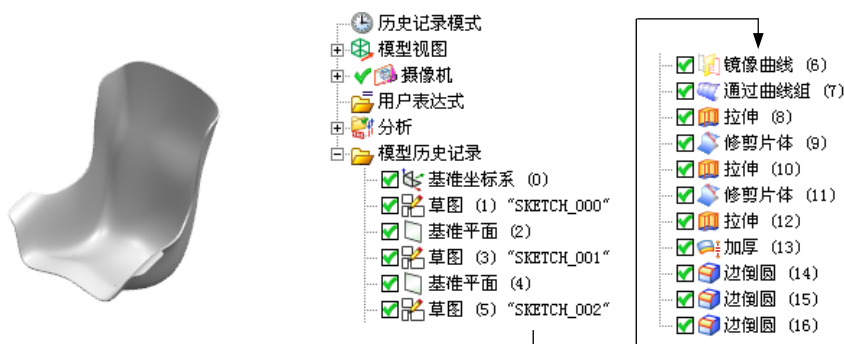 历史记录模式
模型视图
摄像机
用户表达式
分析
模型历史记录
基准坐标系 (0)
草图 (1) "SKETCH_000"
基准平面 (2)
草图 (3) "SKETCH_001"
基准平面 (4)
草图 (5) "SKETCH_002"
镜像曲线 (6)
通过曲线组 (7)
拉伸 (8)
修剪片体 (9)
拉伸 (10)
修剪片体 (11)
拉伸 (12)
加厚 (13)
边倒圆 (14)
边倒圆 (15)
边倒圆 (16)